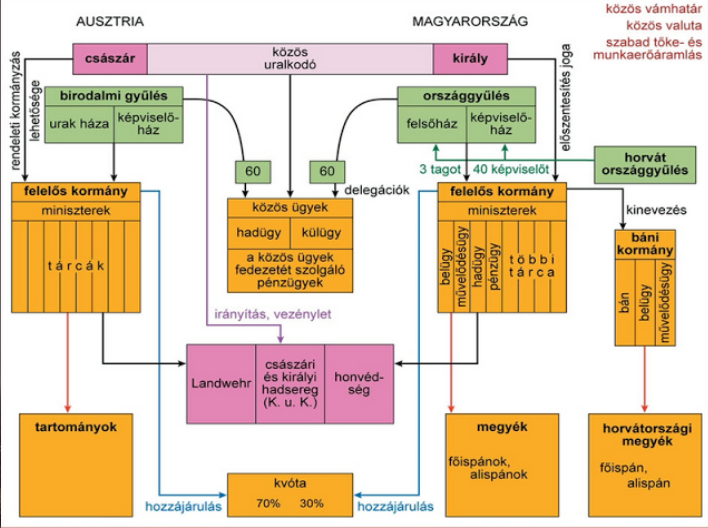 AUSZTRIA
MAGYARORSZÁG
közös vámhatár
közös valuta
szabad tőke- és
munkaerőáramlás
császár
közös
uralkodó
király
rendeleti kormányzás
lehetősége
előszentesítés joga
birodalmi gyűlés
urak háza
képviselő-
ház
országgyűlés
felsőház
képviselő-
ház
60
60
delegációk
3 tagot
40 képviselőt
horvát
országgyűlés
felelős kormány
miniszterek
tárcák
közös ügyek
hadügy
külügy
a közös ügyek
fedezetét szolgáló
pénzügyek
felelős kormány
miniszterek
belügy
művelődésügy
hadügy
pénzügy
többi
tárca
kinevezés
báni
kormány
bán
belügy
művelődésügy
irányítás, vezénylet
Landwehr
császári
és királyi
hadsereg
(K. u. K.)
honvéd-
ség
tartományok
megyék
főispánok,
alispánok
horvátországi
megyék
főispán,
alispán
kvóta
70% 30%
hozzájárulás
hozzájárulás